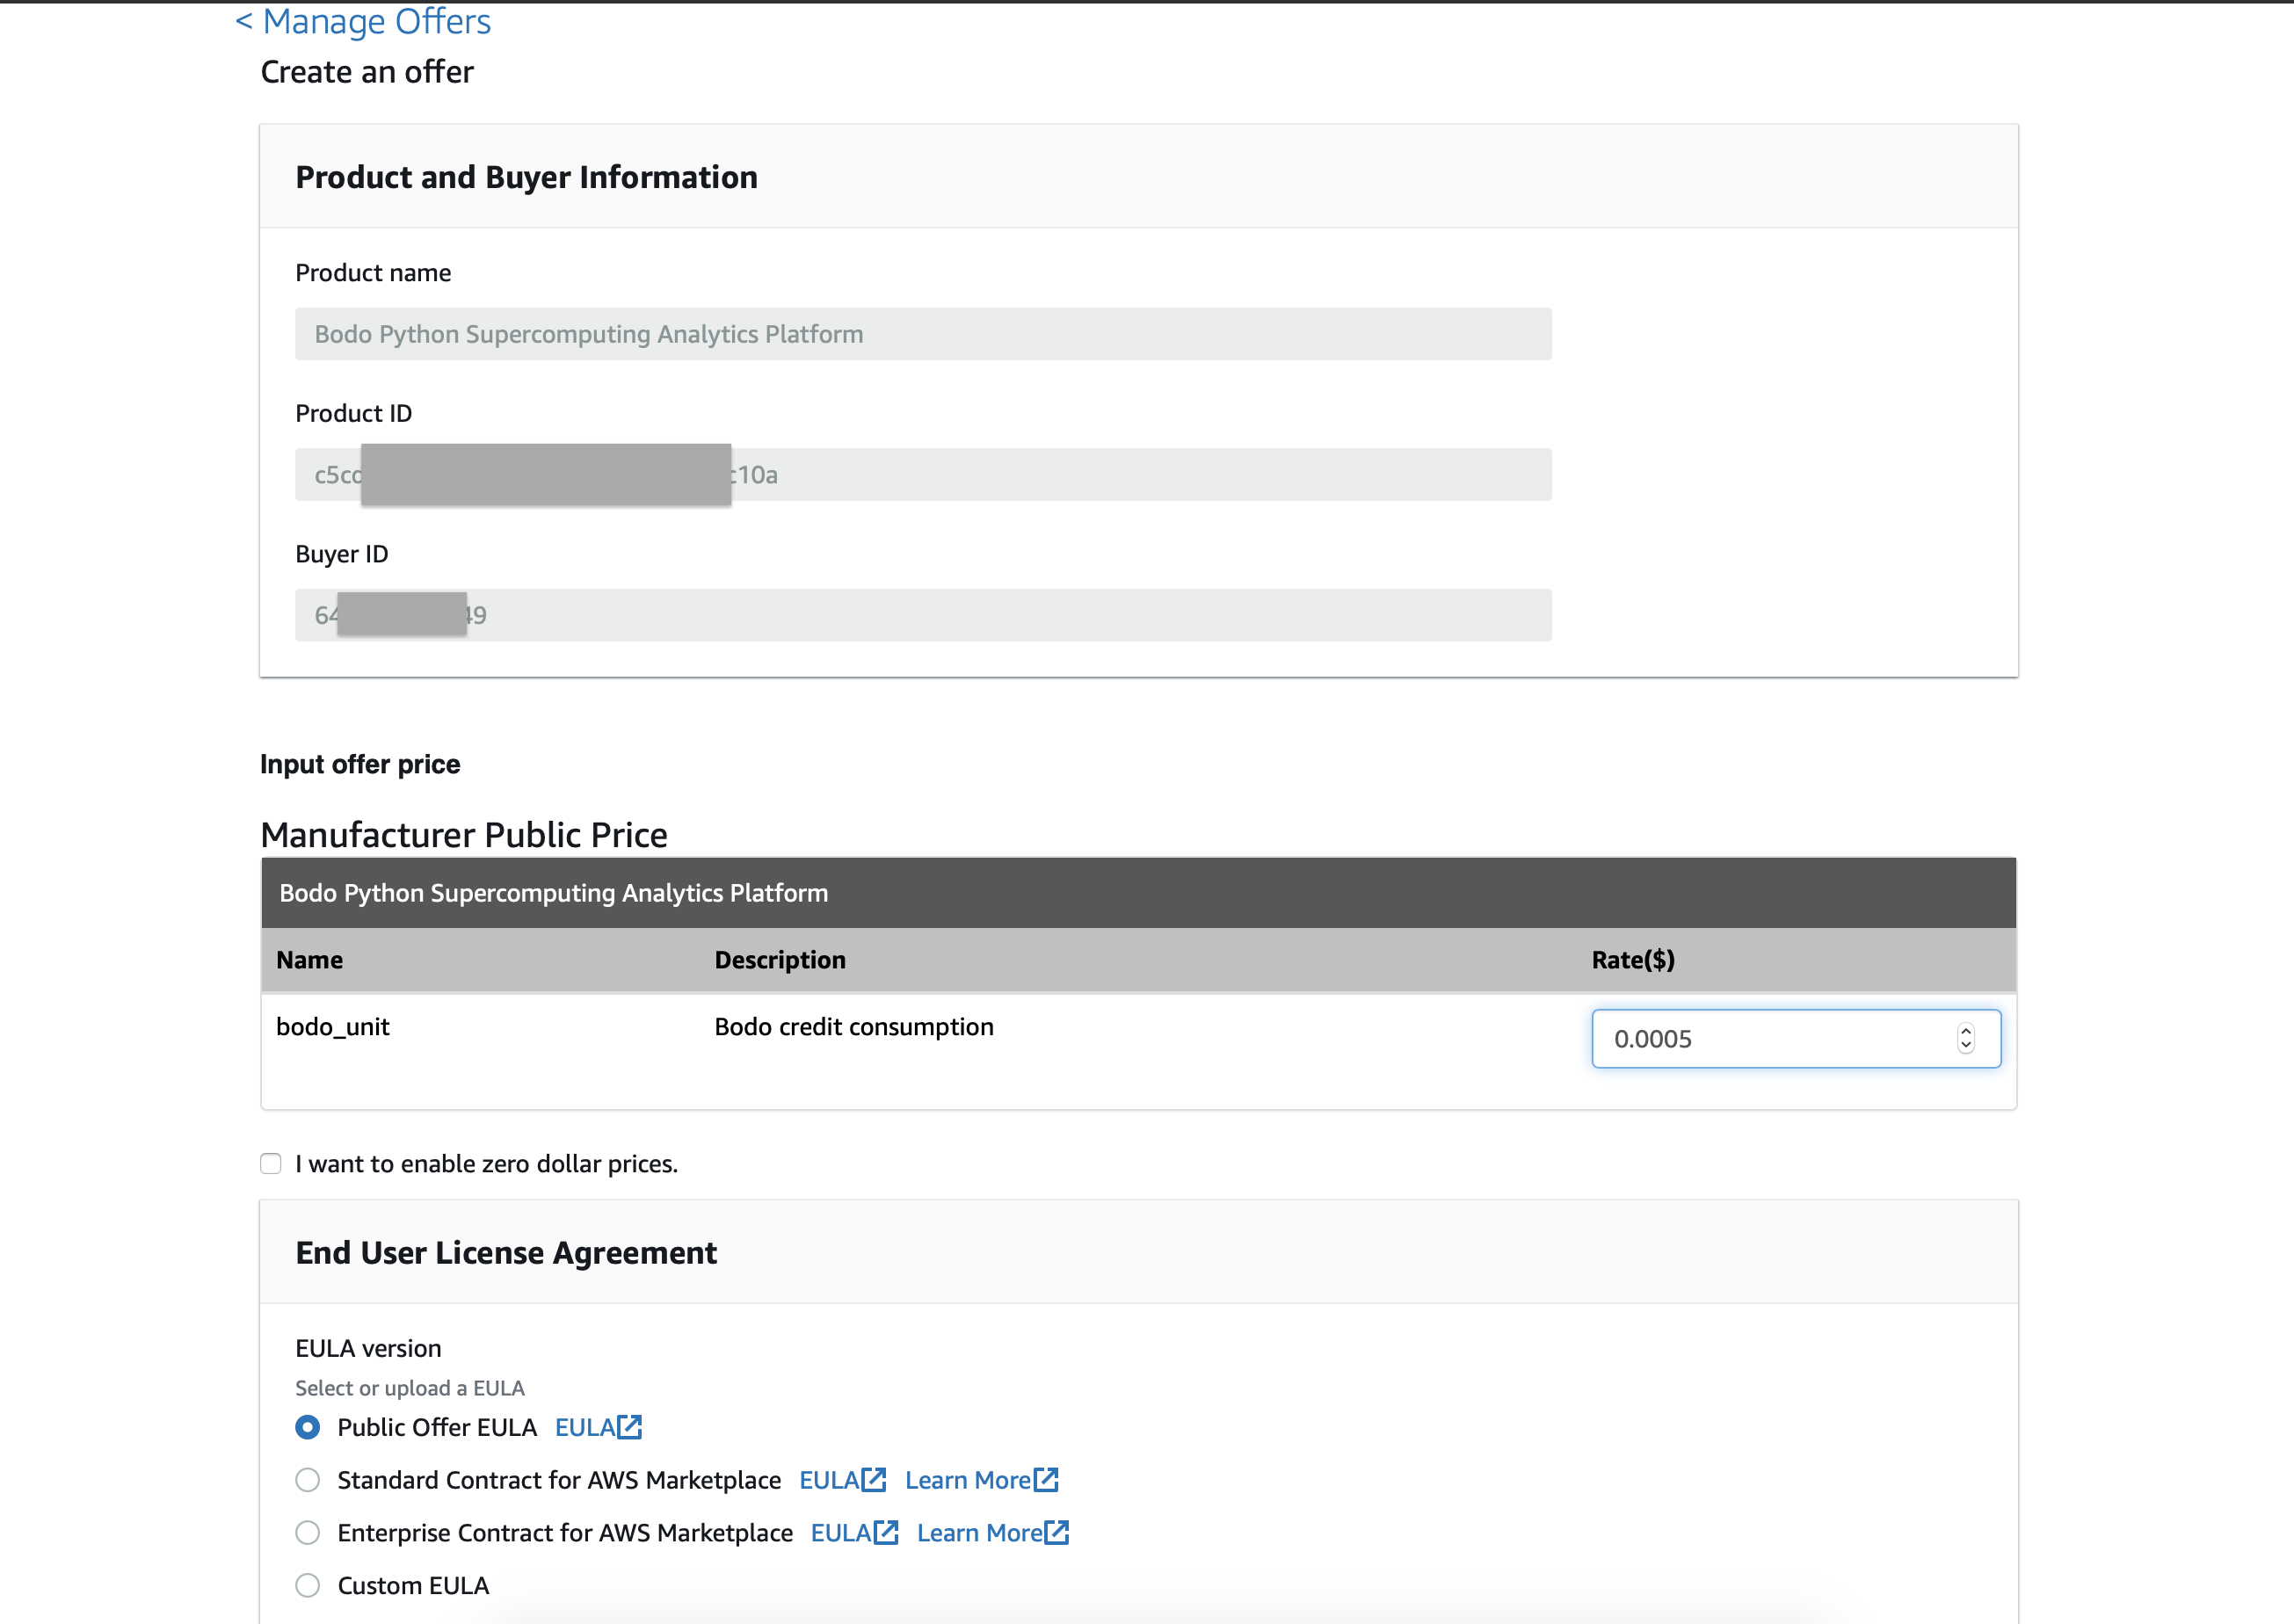 < Manage Offers
Create an offer
Product and Buyer Information
Product name
Bodo Python Supercomputing Analytics Platform
Product ID
c5cd 10a
Buyer ID
64 49
Input offer price
Manufacturer Public Price
Bodo Python Supercomputing Analytics Platform
Name Description Rate($)
bodo_unit Bodo credit consumption 0.0005
I want to enable zero dollar prices.
End User License Agreement
EULA version
Select or upload a EULA
Public Offer EULA EULA
Standard Contract for AWS Marketplace EULA Learn More
Enterprise Contract for AWS Marketplace EULA Learn More
Custom EULA